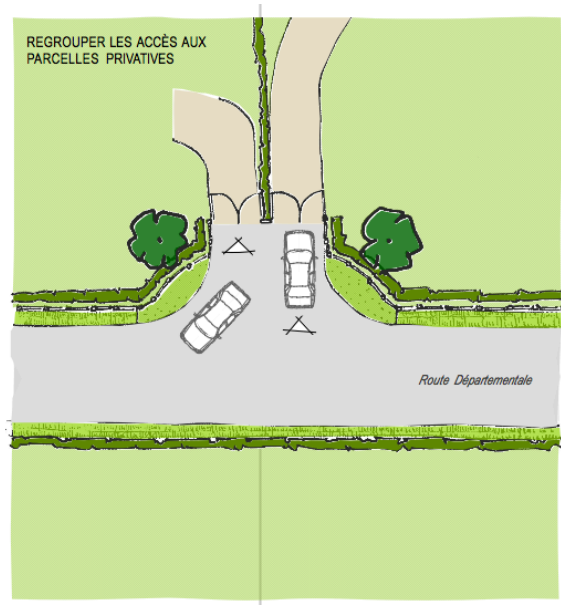 REGROUPER LES ACCÈS AUX
PARCELLES PRIVATIVES
Route Départementale